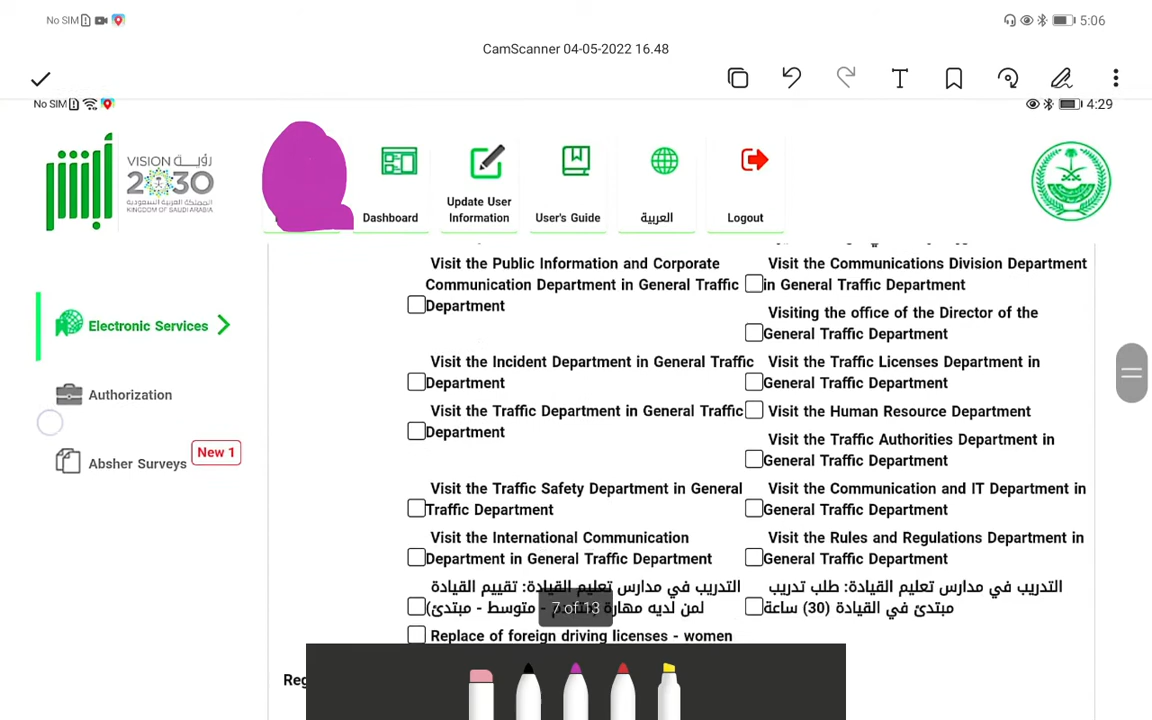 No SIM
5:06
CamScanner 04-05-2022 16.48
No SIM
4:29
أبشر
VISION رؤيــة
2030
المملكة العربية السعودية
KINGDOM OF SAUDI ARABIA
Dashboard
Update User
Information
User's Guide
العربية
Logout
Electronic Services
Authorization
Absher Surveys
New 1
Visit the Public Information and Corporate
Communication Department in General Traffic
Department
Visit the Communications Division Department
in General Traffic Department
Visiting the office of the Director of the
General Traffic Department
Visit the Incident Department in General Traffic
Department
Visit the Traffic Licenses Department in
General Traffic Department
Visit the Traffic Department in General Traffic
Department
Visit the Human Resource Department
Visit the Traffic Authorities Department in
General Traffic Department
Visit the Traffic Safety Department in General
Traffic Department
Visit the Communication and IT Department in
General Traffic Department
Visit the International Communication
Department in General Traffic Department
Visit the Rules and Regulations Department in
General Traffic Department
التدريب في مدارس تعليم القيادة: تقييم القيادة
لمن لديه مهارة - متوسط - مبتدئ)
التدريب في مدارس تعليم القيادة: طلب تدريب
مبتدئ في القيادة (30) ساعة
7 of 13
Replace of foreign driving licenses - women